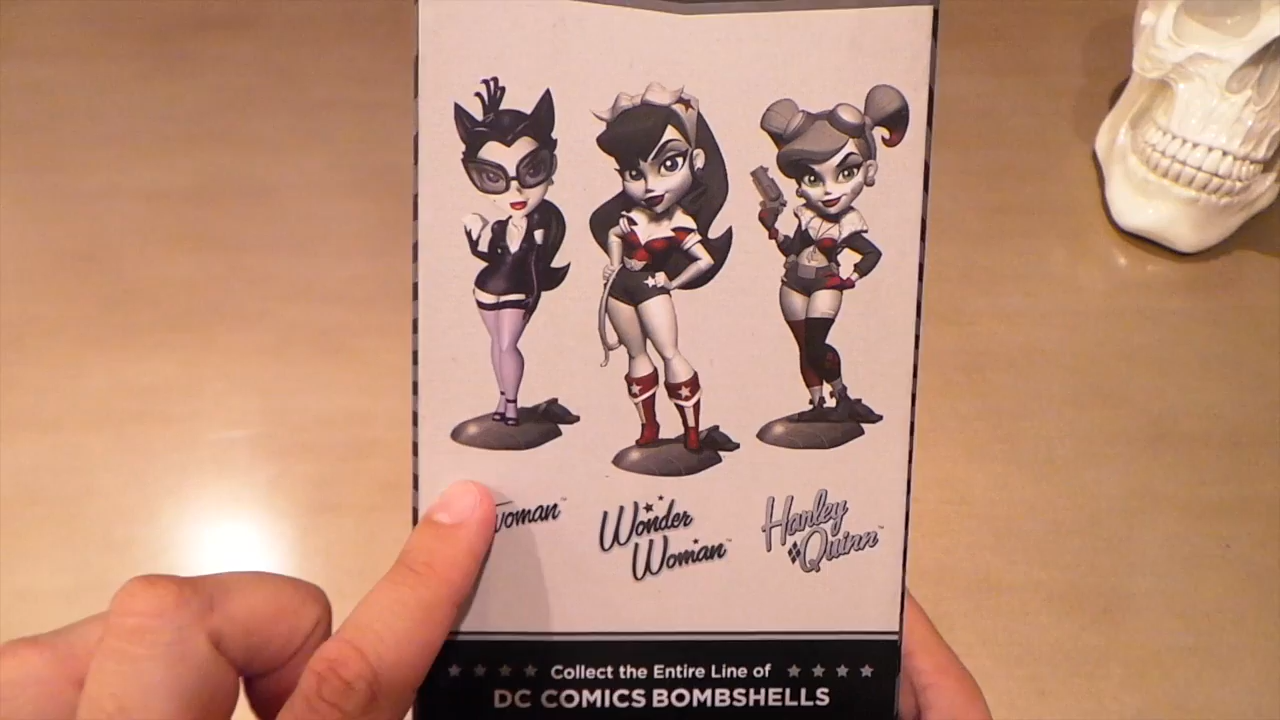 woman™
Wonder
Woman™
Harley
Quinn™
Collect the Entire Line of
DC COMICS BOMBSHELLS